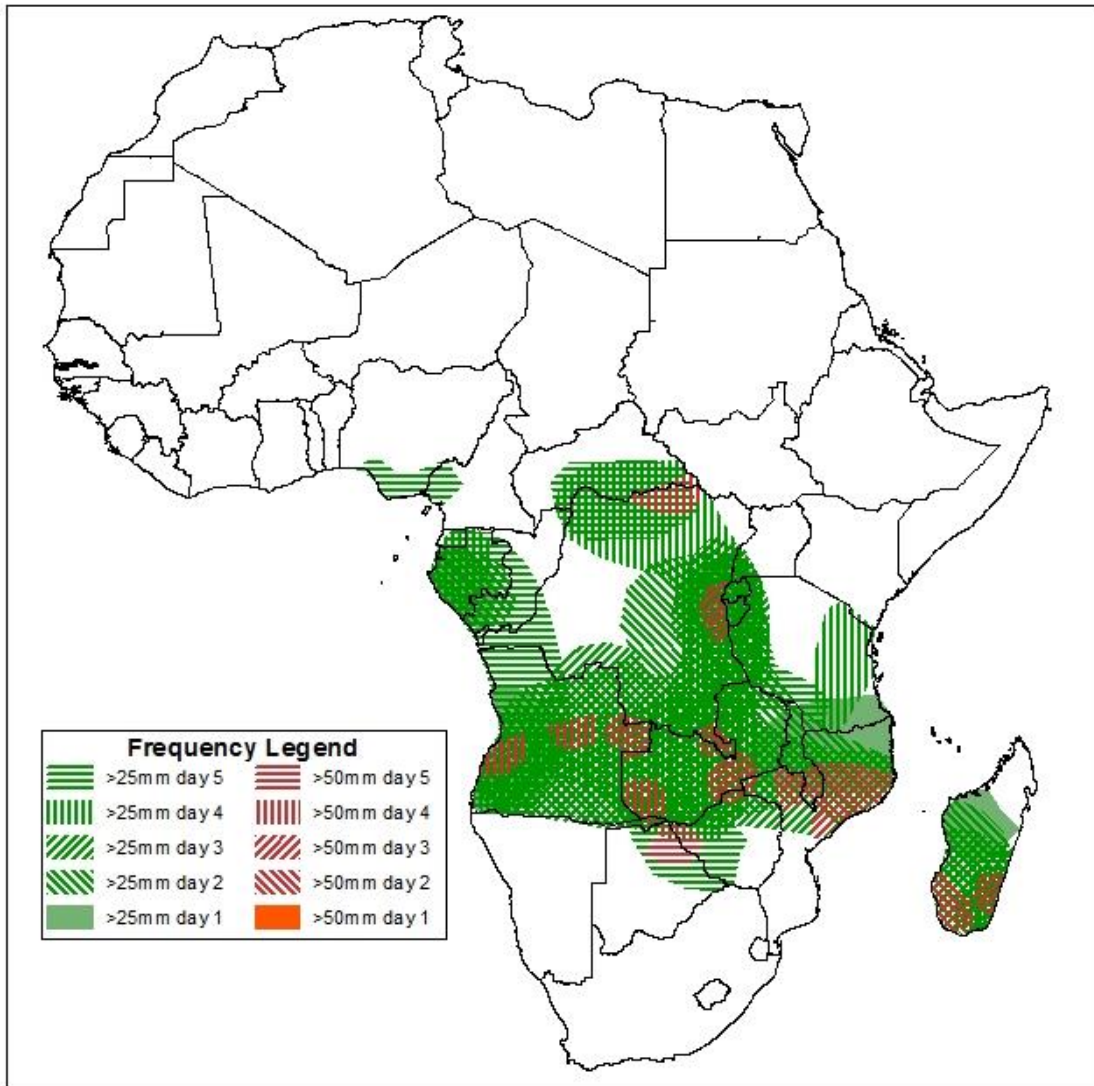 Frequency Legend
>25mm day 5 >50mm day 5
>25mm day 4 >50mm day 4
>25mm day 3 >50mm day 3
>25mm day 2 >50mm day 2
>25mm day 1 >50mm day 1